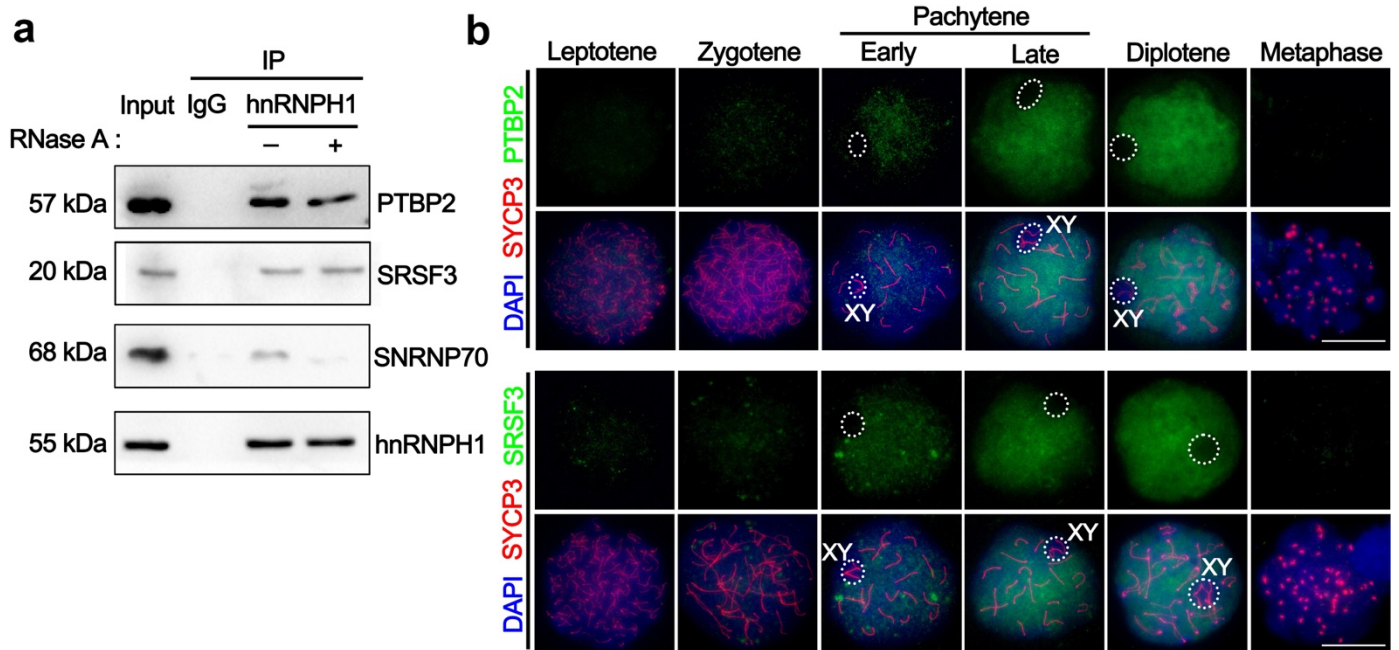 a
IP
Input IgG hnRNPH1
RNase A : – +
57 kDa PTBP2
20 kDa SRSF3
68 kDa SNRNP70
55 kDa hnRNPH1
b
Pachytene
Leptotene Zygotene Early Late Diplotene Metaphase
DAPI SYCP3 PTBP2
XY
XY
XY
DAPI SYCP3 SRSF3
XY
XY
XY